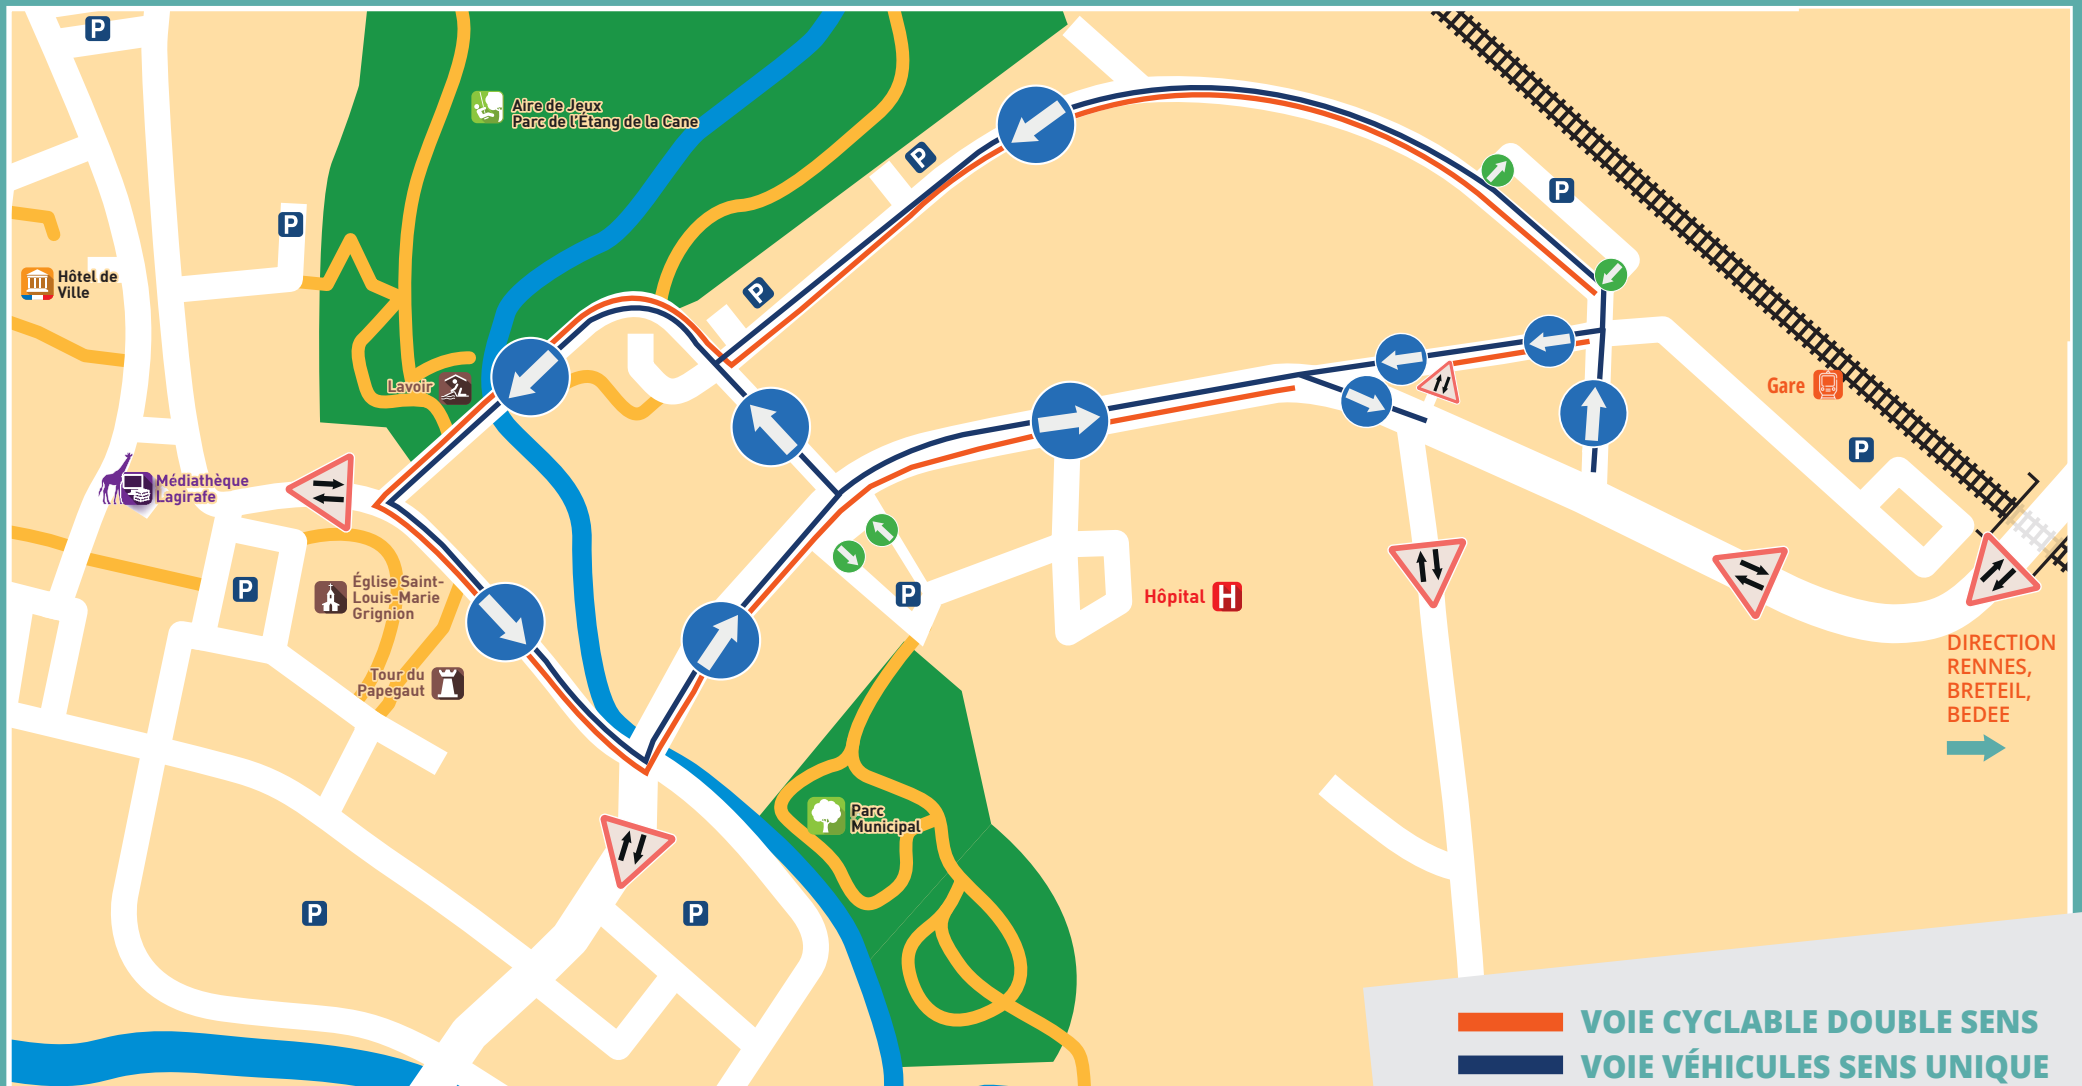 P
Aire de Jeux
Parc de l'Étang de la Cane
P
P
P
Hôtel de
Ville
P
Lavoir
Gare
P
Médiathèque
Lagirafe
Église Saint-
Louis-Marie
Grignion
P
P
Hôpital H
Tour du
Papegaut
DIRECTION
RENNES,
BRETEIL,
BEDEE
Parc
Municipal
P
P
VOIE CYCLABLE DOUBLE SENS
VOIE VÉHICULES SENS UNIQUE